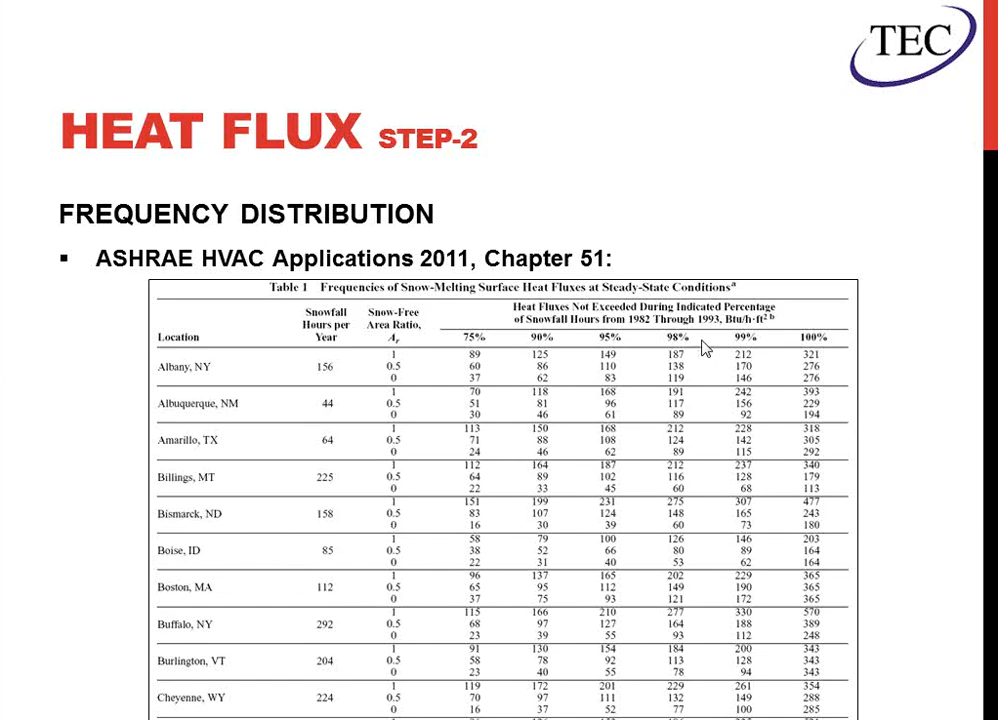 TEC
HEAT FLUX STEP-2
FREQUENCY DISTRIBUTION
▪ ASHRAE HVAC Applications 2011, Chapter 51:
Table 1 Frequencies of Snow-Melting Surface Heat Fluxes at Steady-State Conditionsᵃ
Location Snowfall Hours per Year Snow-Free Area Ratio, Aᵣ Heat Fluxes Not Exceeded During Indicated Percentage
of Snowfall Hours from 1982 Through 1993, Btu/h·ft² ᵇ
75% 90% 95% 98% 99% 100%
1 89 125 149 187 212 321
Albany, NY 156 0.5 60 86 110 138 170 276
0 37 62 83 119 146 276
1 70 118 168 191 242 393
Albuquerque, NM 44 0.5 51 81 96 117 156 229
0 30 46 61 89 92 194
1 113 150 168 212 228 318
Amarillo, TX 64 0.5 71 88 108 124 142 305
0 24 46 62 89 115 292
1 112 164 187 212 237 340
Billings, MT 225 0.5 64 89 102 116 128 179
0 22 33 45 60 68 113
1 151 199 231 275 307 477
Bismarck, ND 158 0.5 83 107 124 148 165 243
0 16 30 39 60 73 180
1 58 79 100 126 146 203
Boise, ID 85 0.5 38 52 66 80 89 164
0 22 31 40 53 62 164
1 96 137 165 202 229 365
Boston, MA 112 0.5 65 95 112 149 190 365
0 37 75 93 121 172 365
1 115 166 210 277 330 570
Buffalo, NY 292 0.5 68 97 127 164 188 389
0 23 39 55 93 112 248
1 91 130 154 184 200 343
Burlington, VT 204 0.5 58 78 92 113 128 343
0 23 40 55 78 94 343
1 119 172 201 229 261 354
Cheyenne, WY 224 0.5 70 97 111 132 149 288
0 16 37 52 77 100 285